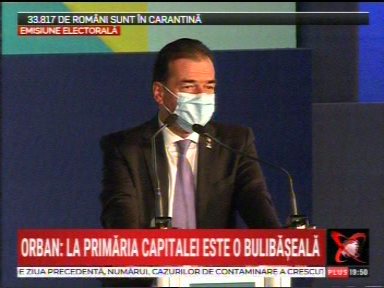 33.817 DE ROMÂNI SUNT ÎN CARANTINĂ
EMISIUNE ELECTORALĂ
ORBAN: LA PRIMĂRIA CAPITALEI ESTE O BULIBĂȘEALĂ
E ZIUA PRECEDENTĂ, NUMĂRUL CAZURILOR DE CONTAMINARE A CRESCUT
PLUS 19:50